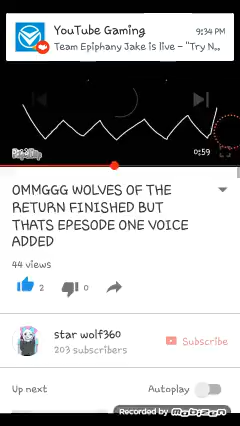 YouTube Gaming 9:34 PM
Team Epiphany Jake is live – "Try N...
0:59
OMMGGG WOLVES OF THE
RETURN FINISHED BUT
THATS EPESODE ONE VOICE
ADDED
44 views
2 0
star wolf360
Subscribe
203 subscribers
Up next Autoplay
Recorded by mobizen